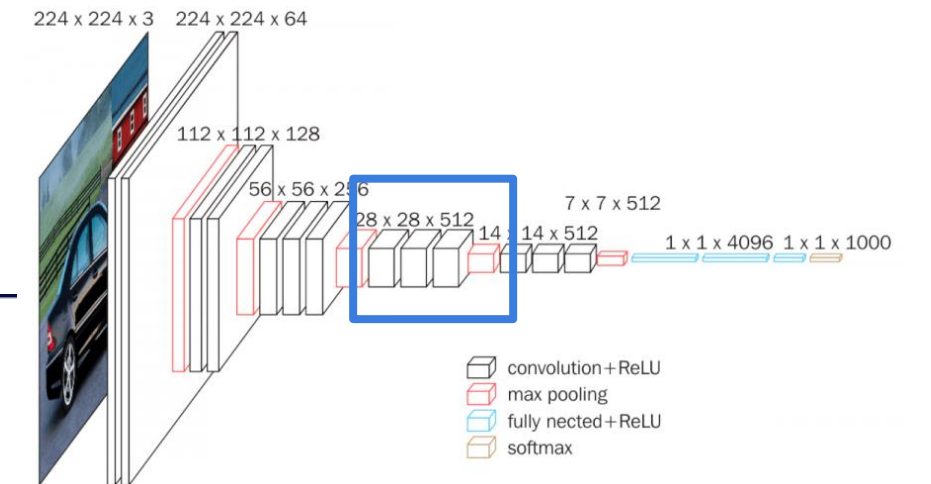 224 x 224 x 3
224 x 224 x 64
112 x 112 x 128
56 x 56 x 256
28 x 28 x 512
14 x 14 x 512
7 x 7 x 512
1 x 1 x 4096
1 x 1 x 1000
convolution+ReLU
max pooling
fully nected+ReLU
softmax